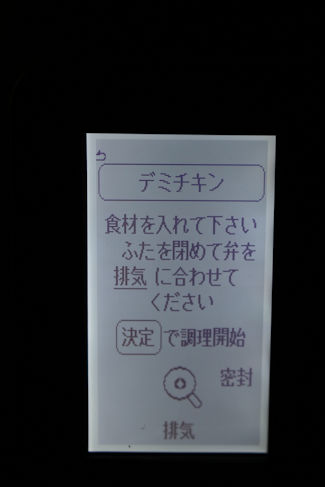 デミチキン
食材を入れて下さい
ふたを閉めて弁を
排気に合わせて
ください
決定で調理開始
密封
排気